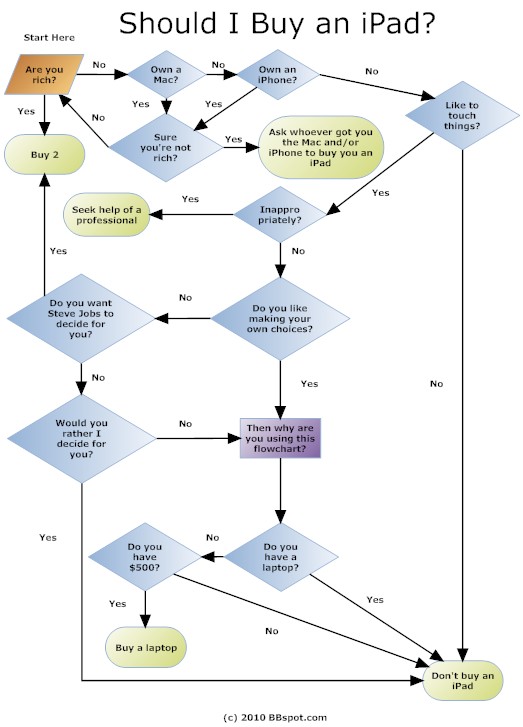 Should I Buy an iPad?
Start Here
Are you
rich?
No
Own a
Mac?
No
Own an
iPhone?
No
Like to
touch
things?
Yes
Yes
Yes
No
Sure
you're not
rich?
Yes
Ask whoever got you
the Mac and/or
iPhone to buy you an
iPad
Buy 2
Yes
Seek help of a
professional
Yes
Inappro
priately?
No
Yes
Do you want
Steve Jobs to
decide for
you?
No
Do you like
making your
own choices?
No
Yes
No
Would you
rather I
decide for
you?
No
Then why are
you using this
flowchart?
Yes
Do you
have
$500?
No
Do you
have a
laptop?
Yes
Yes
No
Buy a laptop
Don't buy an
iPad
(c) 2010 BBspot.com